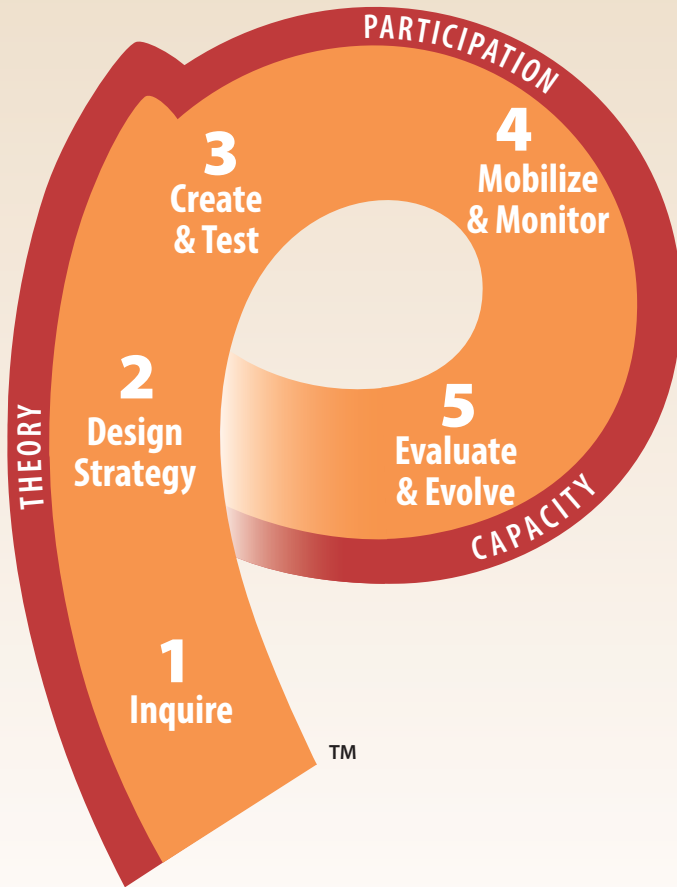 PARTICIPATION
3
Create
& Test
4
Mobilize
& Monitor
2
Design
Strategy
THEORY
5
Evaluate
& Evolve
CAPACITY
1
Inquire
TM